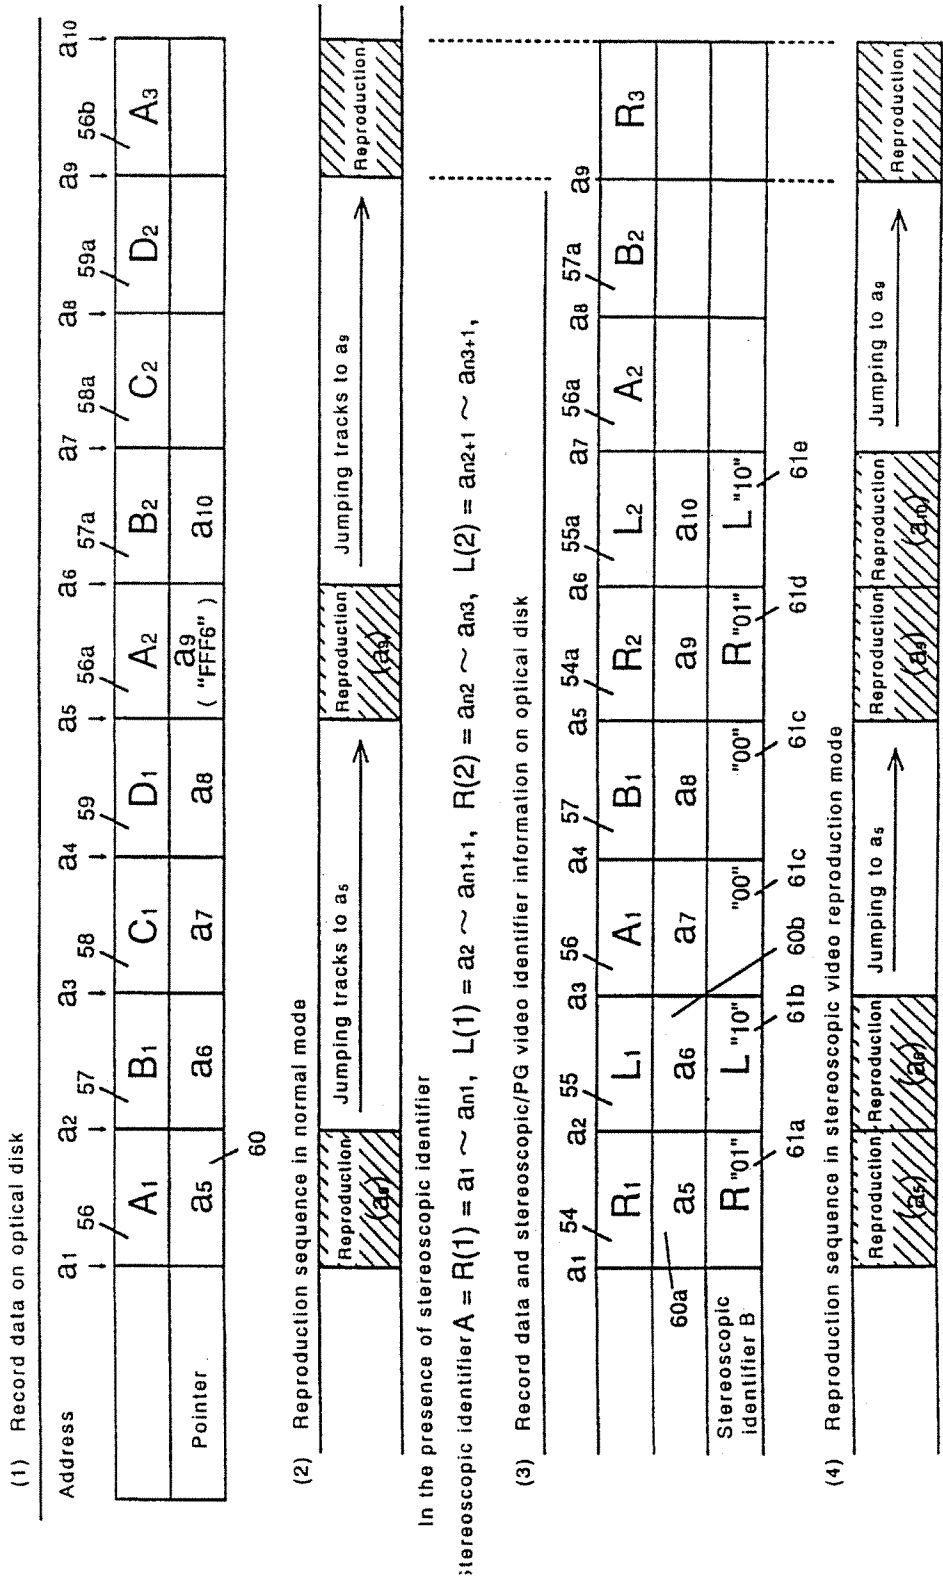 (1) Record data on optical disk
Address a1 a2 a3 a4 a5 a6 a7 a8 a9 a10
56 57 58 59 56a 57a 58a 59a 56b
A1 B1 C1 D1 A2 B2 C2 D2 A3
Pointer a5 a6 a7 a8 a9 ("FFF6") a10
60
(2) Reproduction sequence in normal mode
Reproduction Jumping tracks to a5 Reproduction Jumping tracks to a9 Reproduction
(a9)
In the presence of stereoscopic identifier
tereoscopic identifier A = R(1) = a1 ~ an1, L(1) = a2 ~ an1+1, R(2) = an2 ~ an3, L(2) = an2+1 ~ an3+1,
(3) Record data and stereoscopic/PG video identifier information on optical disk
a1 a2 a3 a4 a5 a6 a7 a8 a9
54 55 56 57 54a 55a 56a 57a
R1 L1 A1 B1 R2 L2 A2 B2 R3
60a a5 a6 a7 a8 a9 a10
60b
Stereoscopic identifier B R"01" L"10" "00" "00" R"01" L"10"
61a 61b 61c 61c 61d 61e
(4) Reproduction sequence in stereoscopic video reproduction mode
Reproduction Reproduction Jumping to a5 Reproduction Reproduction Jumping to a9 Reproduction
(a5) (a6) (a9) (a10)